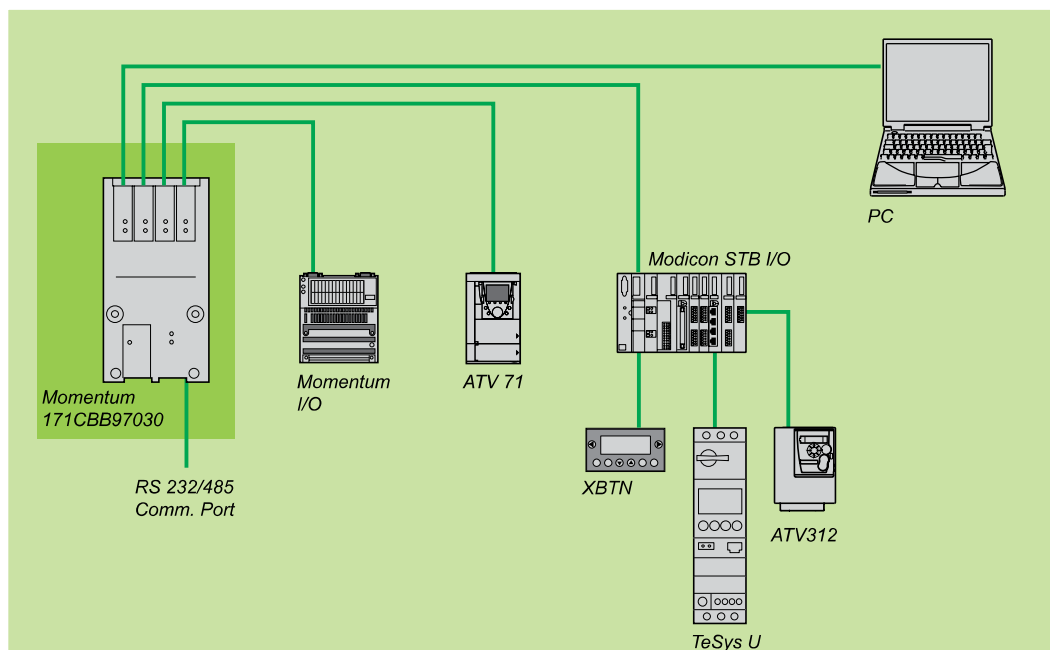 PC
Modicon STB I/O
Momentum
I/O
ATV 71
Momentum
171CBB97030
RS 232/485
Comm. Port
XBTN
ATV312
TeSys U